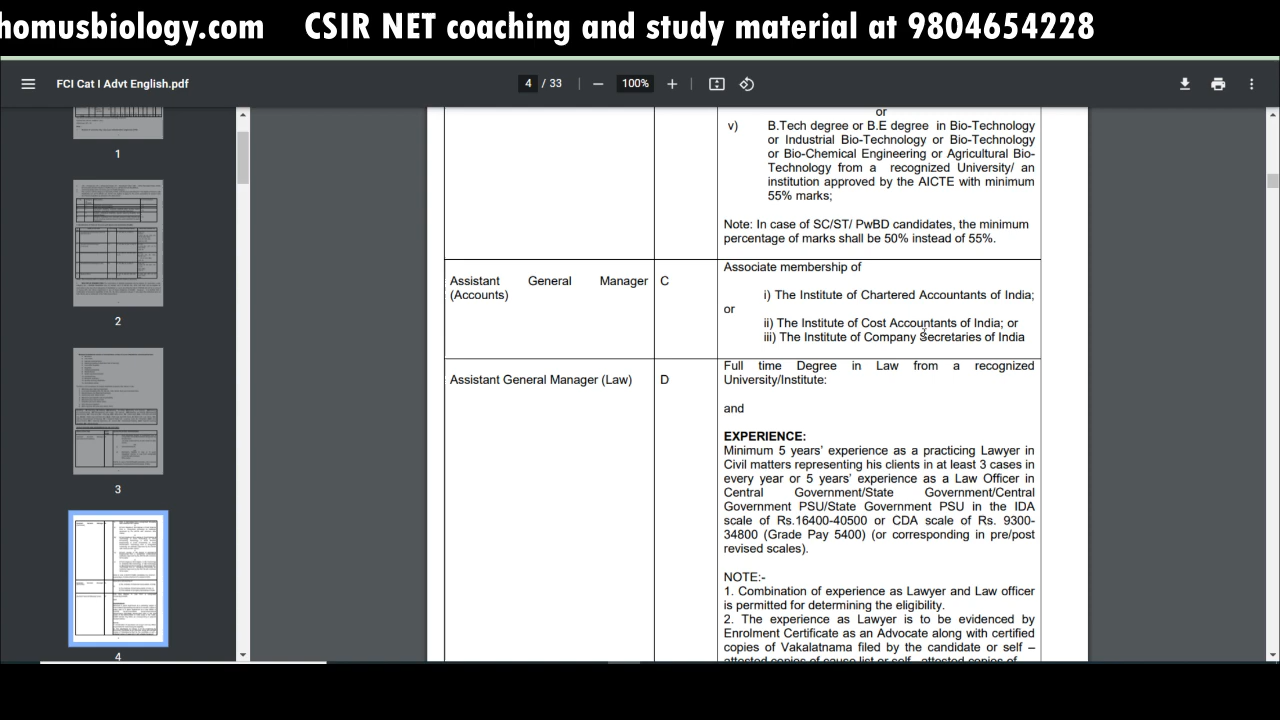 homusbiology.com CSIR NET coaching and study material at 9804654228
FCI Cat I Advt English.pdf
4 / 33
100%
1
2
3
4
or
v) B.Tech degree or B.E degree in Bio-Technology
or Industrial Bio-Technology or Bio-Technology
or Bio-Chemical Engineering or Agricultural Bio-
Technology from a recognized University/ an
institution approved by the AICTE with minimum
55% marks;
Note: In case of SC/ST/ PwBD candidates, the minimum
percentage of marks shall be 50% instead of 55%.
Assistant General Manager
(Accounts)
C
Associate membership of
i) The Institute of Chartered Accountants of India;
or
ii) The Institute of Cost Accountants of India; or
iii) The Institute of Company Secretaries of India
Assistant General Manager (Law)
D
Full time Degree in Law from a recognized
University/Institute:
and
EXPERIENCE:
Minimum 5 years' experience as a practicing Lawyer in
Civil matters representing his clients in at least 3 cases in
every year or 5 years' experience as a Law Officer in
Central Government/State Government/Central
Government PSU/State Government PSU in the IDA
scale of Rs.16400-40500 or CDA scale of Rs. 9300-
34800 (Grade Pay 5400) (or corresponding in pre/post
revised scales).
NOTE:-
1. Combination of experience as Lawyer and Law officer
is permitted for determining the eligibility.
2. The experience as Lawyer is to be evidenced by
Enrolment Certificate as an Advocate along with certified
copies of Vakalatnama filed by the candidate or self –
attested copies of cause list or self - attested copies of